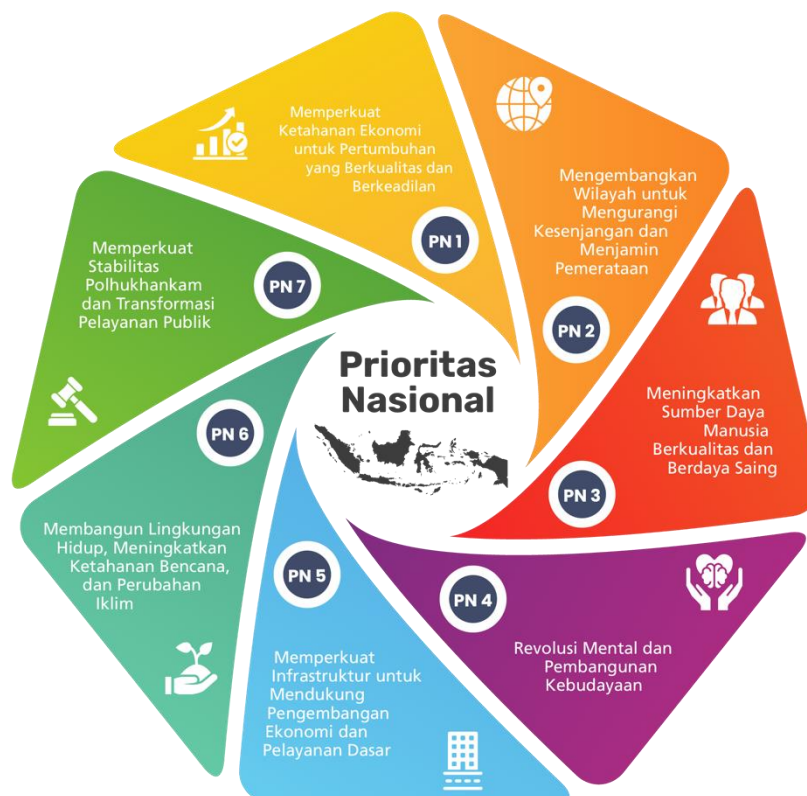 Prioritas
Nasional
Memperkuat
Ketahanan Ekonomi
untuk Pertumbuhan
yang Berkualitas dan
Berkeadilan
PN 1
Mengembangkan
Wilayah untuk
Mengurangi
Kesenjangan dan
Menjamin
Pemerataan
PN 2
Meningkatkan
Sumber Daya
Manusia
Berkualitas dan
Berdaya Saing
PN 3
PN 4
Revolusi Mental dan
Pembangunan
Kebudayaan
PN 5
Memperkuat
Infrastruktur untuk
Mendukung
Pengembangan
Ekonomi dan
Pelayanan Dasar
PN 6
Membangun Lingkungan
Hidup, Meningkatkan
Ketahanan Bencana,
dan Perubahan
Iklim
Memperkuat
Stabilitas
Polhukhankam
dan Transformasi
Pelayanan Publik
PN 7